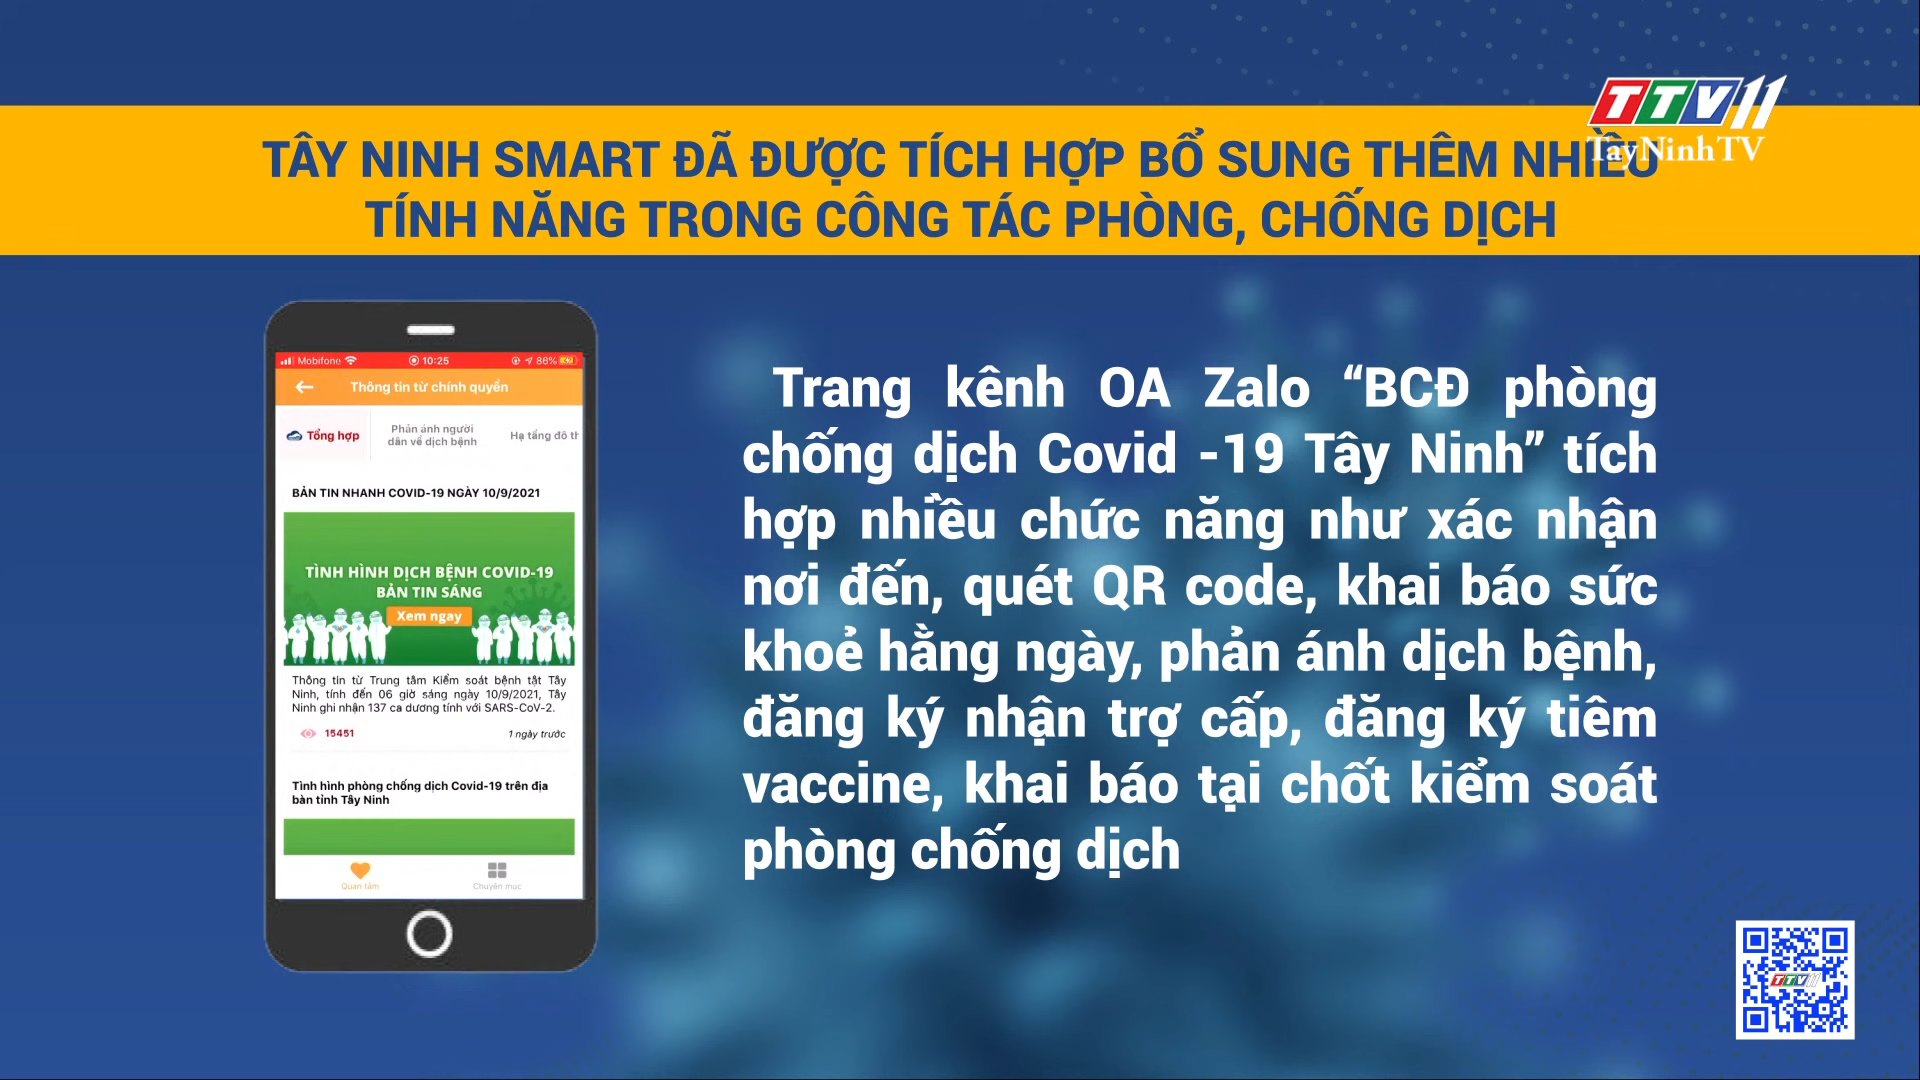 TTV11
TayNinhTV
TÂY NINH SMART ĐÃ ĐƯỢC TÍCH HỢP BỔ SUNG THÊM NHIỀU
TÍNH NĂNG TRONG CÔNG TÁC PHÒNG, CHỐNG DỊCH
Mobifone 10:25 86%
Thông tin từ chính quyền
Tổng hợp
Phản ánh người
dân về dịch bệnh
Hạ tầng đô th
BẢN TIN NHANH COVID-19 NGÀY 10/9/2021
TÌNH HÌNH DỊCH BỆNH COVID-19
BẢN TIN SÁNG
Xem ngay
Thông tin từ Trung tâm Kiểm soát bệnh tật Tây
Ninh, tính đến 06 giờ sáng ngày 10/9/2021, Tây
Ninh ghi nhận 137 ca dương tính với SARS-CoV-2.
15451
1 ngày trước
Tình hình phòng chống dịch Covid-19 trên địa
bàn tỉnh Tây Ninh
Quan tâm
Chuyên mục
Trang kênh OA Zalo “BCĐ phòng
chống dịch Covid -19 Tây Ninh” tích
hợp nhiều chức năng như xác nhận
nơi đến, quét QR code, khai báo sức
khoẻ hằng ngày, phản ánh dịch bệnh,
đăng ký nhận trợ cấp, đăng ký tiêm
vaccine, khai báo tại chốt kiểm soát
phòng chống dịch
TTV11